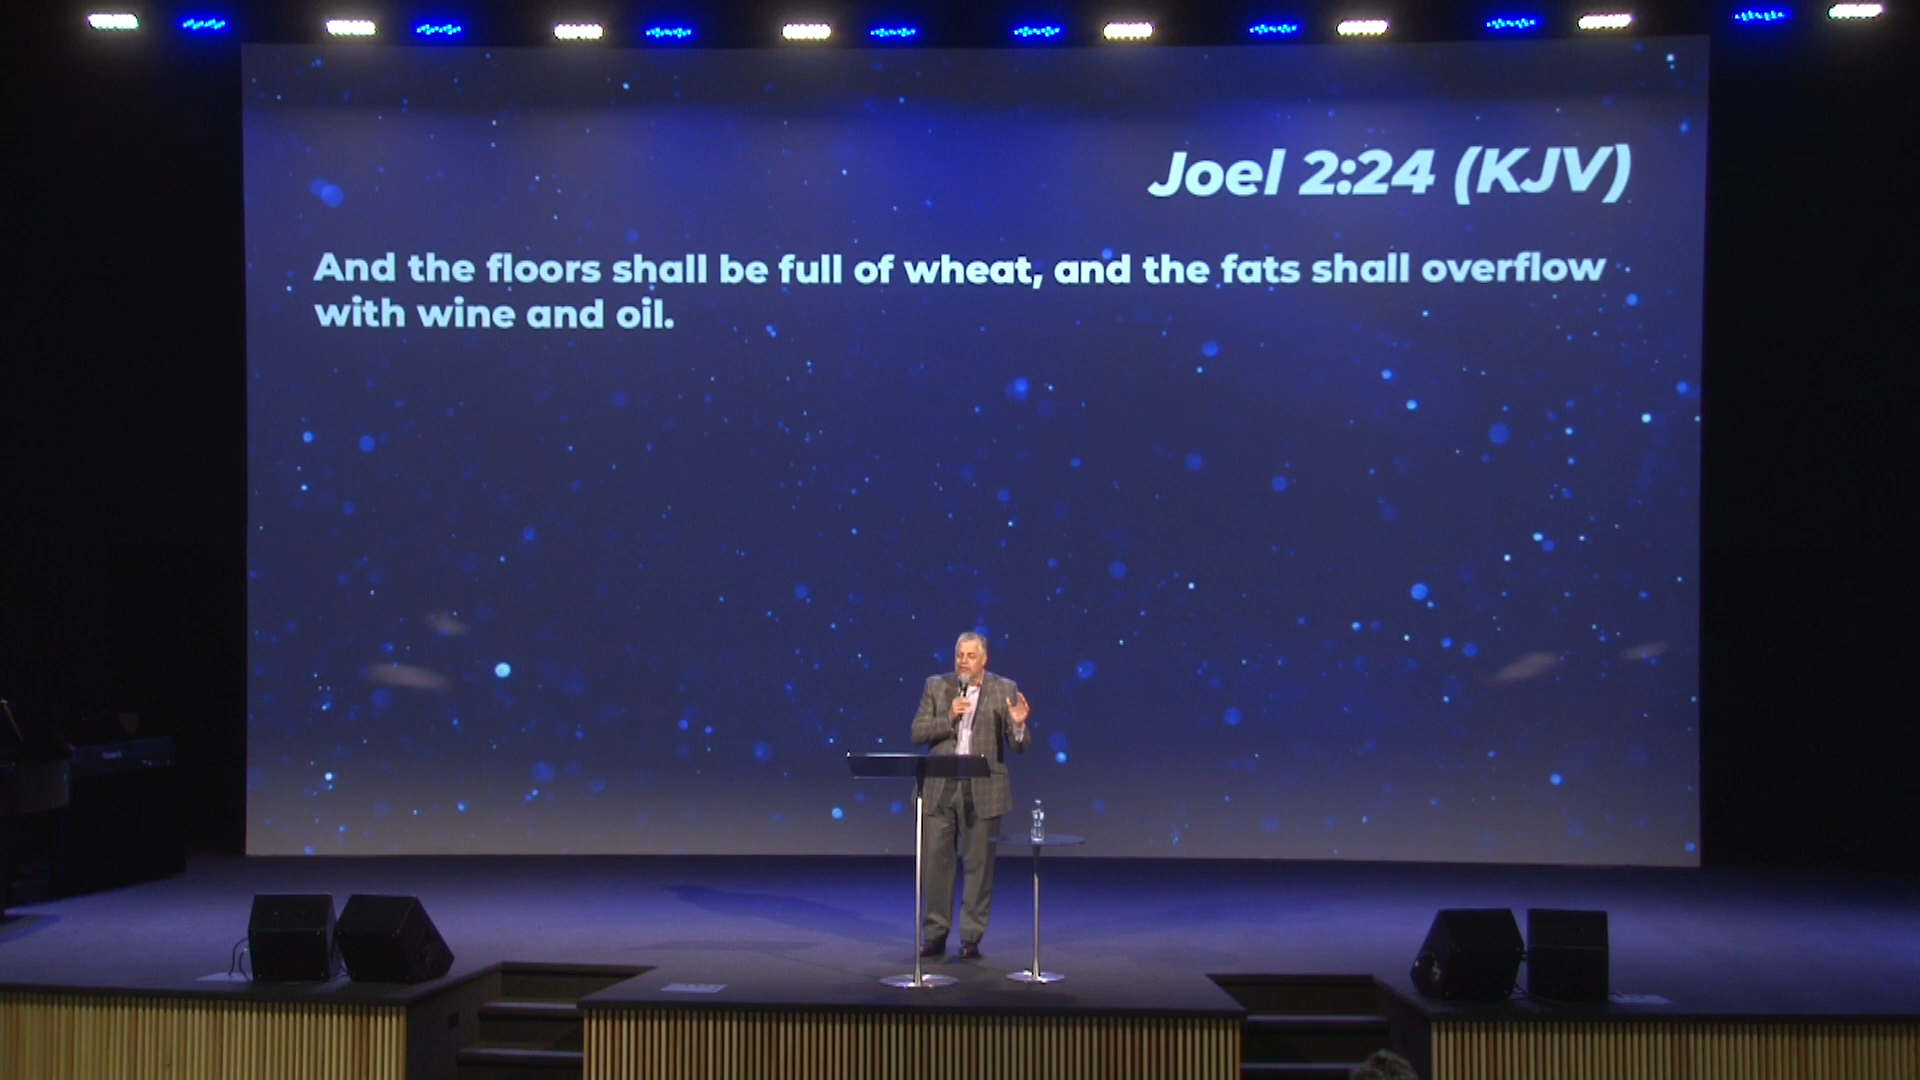 Joel 2:24 (KJV)
And the floors shall be full of wheat, and the fats shall overflow
with wine and oil.